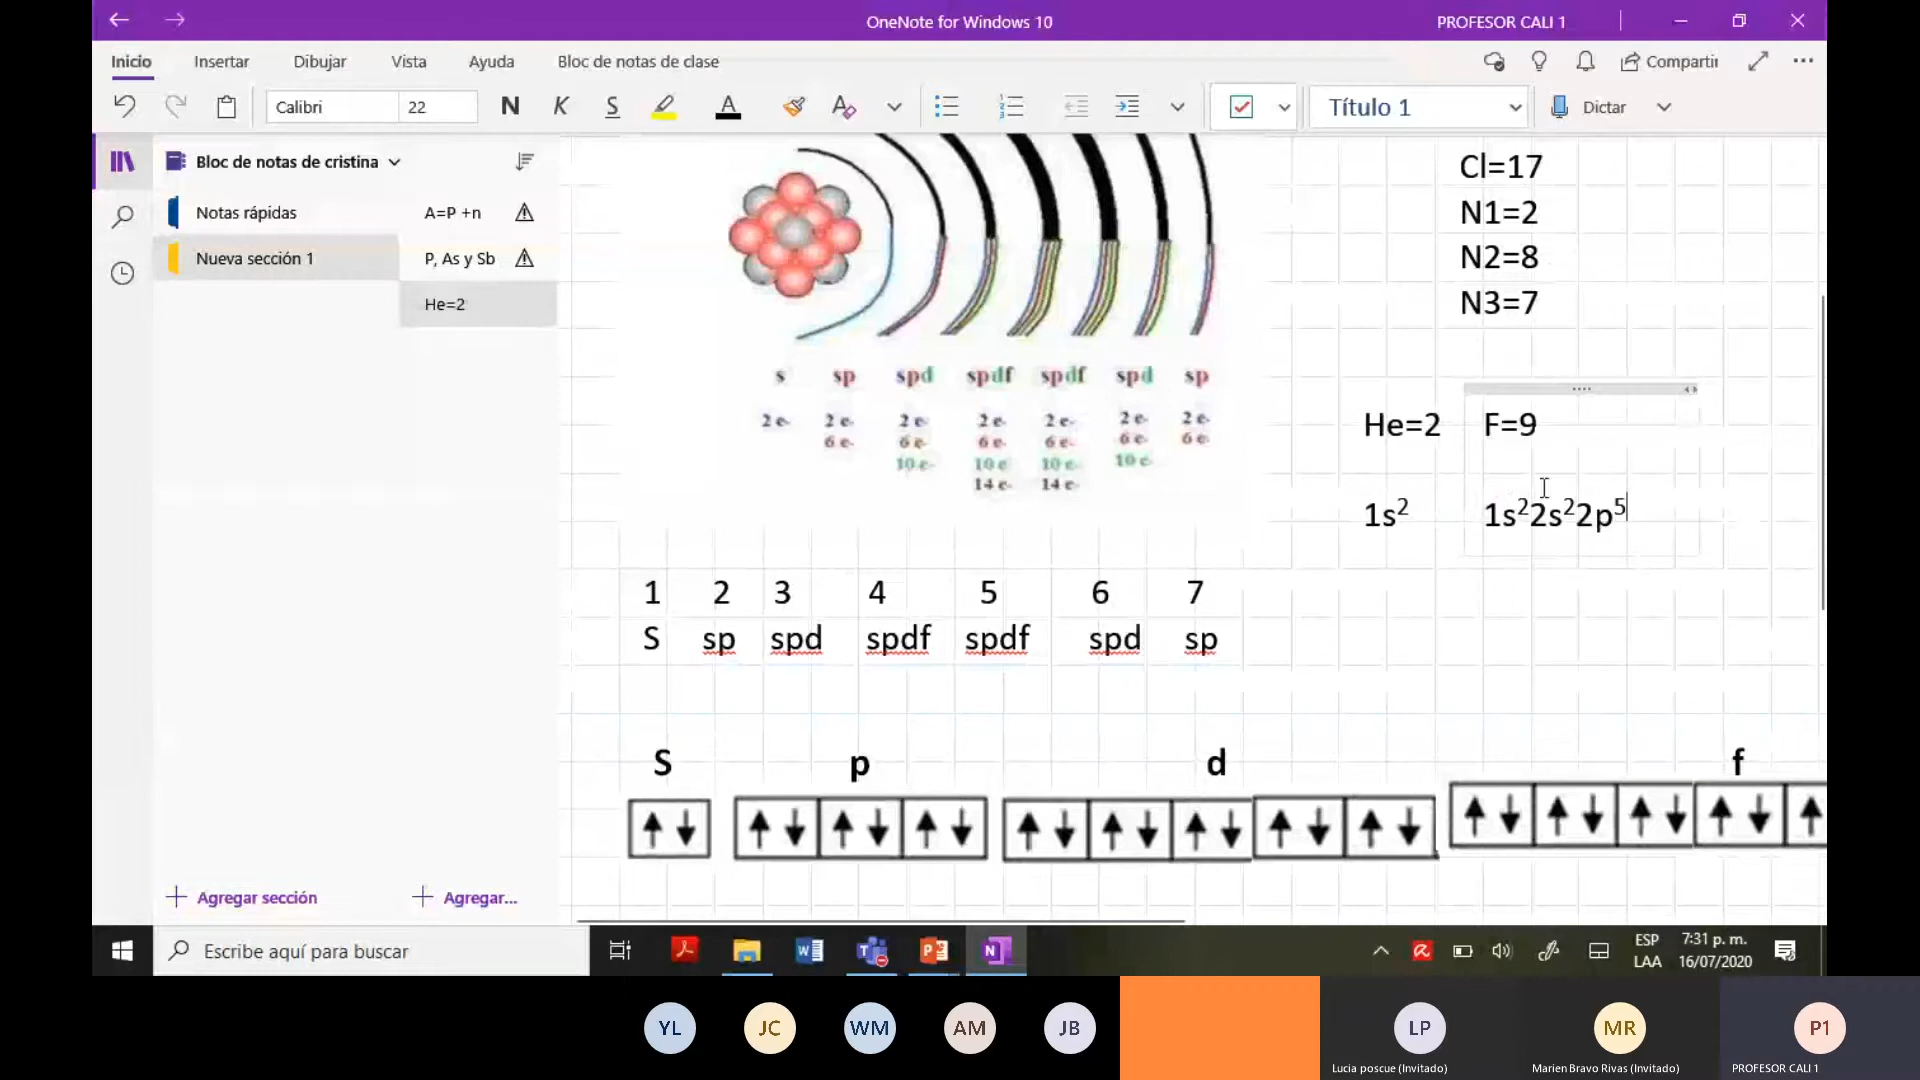 OneNote for Windows 10
PROFESOR CALI 1
Inicio Insertar Dibujar Vista Ayuda Bloc de notas de clase
Compartir
Calibri 22 N K S A A Título 1 Dictar
Bloc de notas de cristina
Notas rápidas
Nueva sección 1
A=P +n
P, As y Sb
He=2
Cl=17
N1=2
N2=8
N3=7
s sp spd spdf spdf spd sp
2 e- 2 e- 2 e- 2 e- 2 e- 2 e- 2 e-
6 e- 6 e- 6 e- 6 e- 6 e- 6 e-
10 e- 10 e 10 e- 10 e-
14 e- 14 e-
He=2 F=9
1s² 1s²2s²2p⁵
1 2 3 4 5 6 7
S sp spd spdf spdf spd sp
S p d f
Agregar sección
Agregar...
Escribe aquí para buscar
ESP
LAA
7:31 p. m.
16/07/2020
YL JC WM AM JB LP MR P1
Lucia poscue (Invitado)
Marien Bravo Rivas (Invitado)
PROFESOR CALI 1